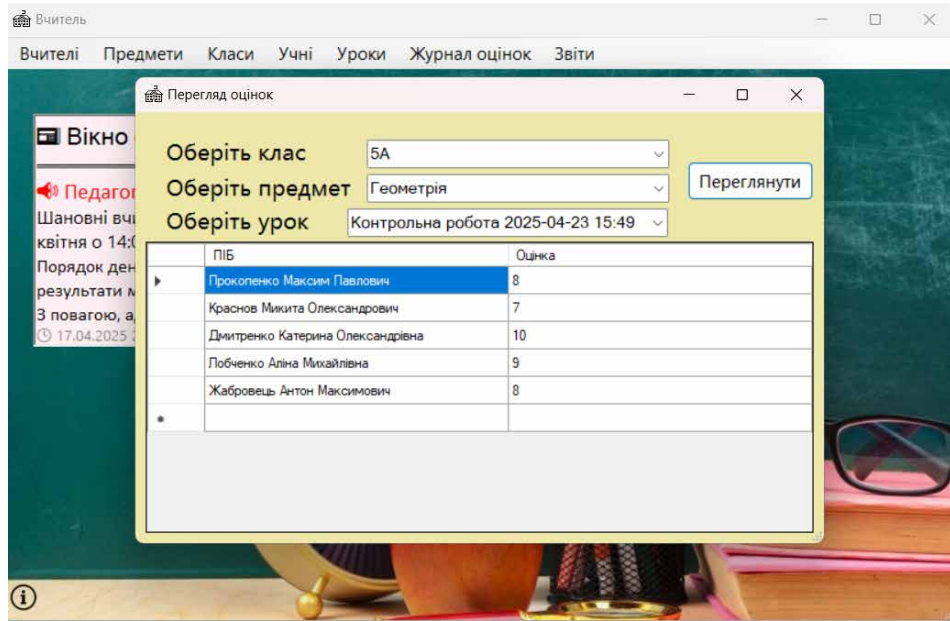 Вчитель
Вчителі Предмети Класи Учні Уроки Журнал оцінок Звіти
Перегляд оцінок
Вікно
Оберіть клас 5А
Переглянути
Педагог
Оберіть предмет Геометрія
Шановні вчи
Оберіть урок Контрольна робота 2025-04-23 15:49
квітня о 14:0
Порядок ден
результати м
З повагою, а
17.04.2025
ПІБ Оцінка
Прокопенко Максим Павлович 8
Краснов Микита Олександрович 7
Дмитренко Катерина Олександрівна 10
Лобченко Аліна Михайлівна 9
Жабровець Антон Максимович 8